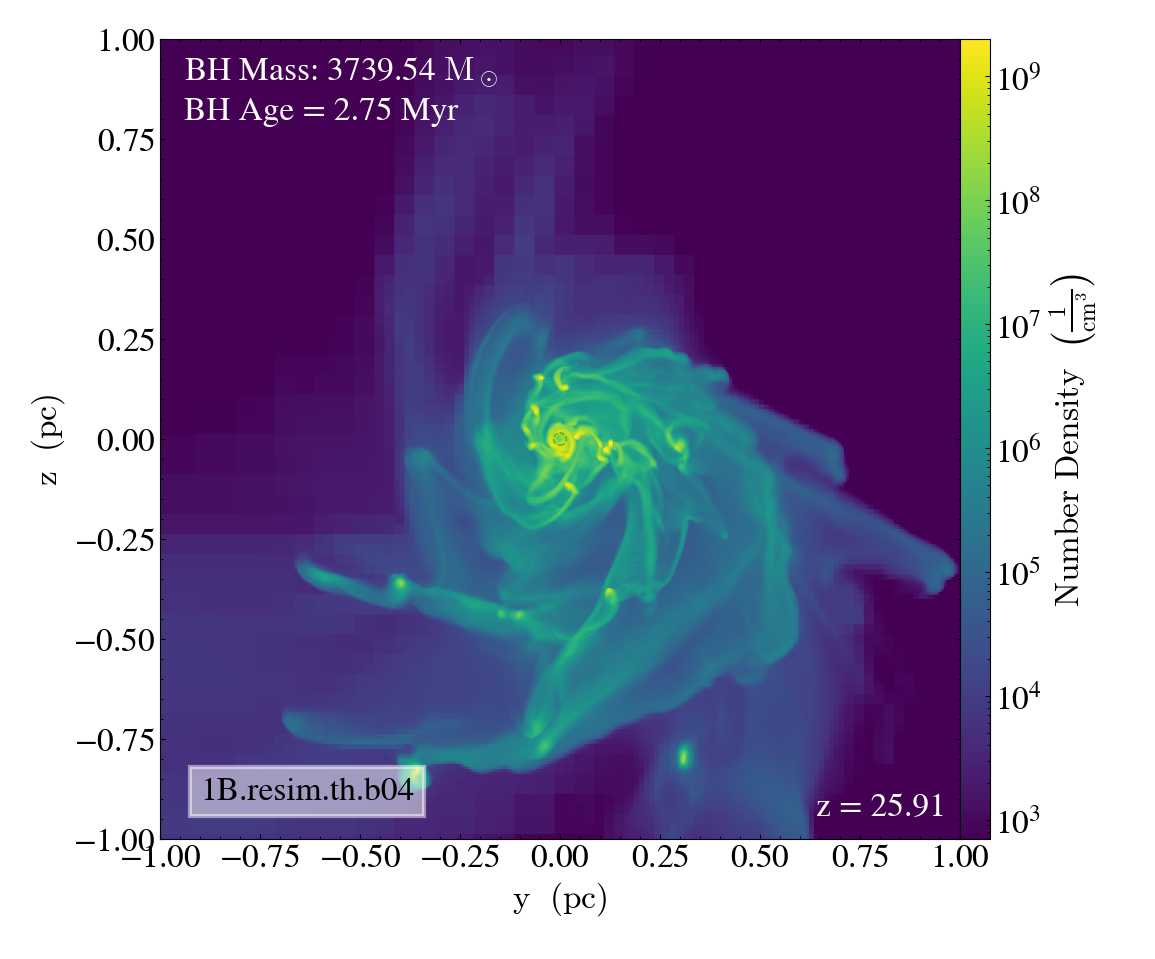 BH Mass: 3739.54 M☉
BH Age = 2.75 Myr
1.00
0.75
0.50
0.25
0.00
−0.25
−0.50
−0.75
−1.00
z (pc)
1B.resim.th.b04
z = 25.91
−1.00 −0.75 −0.50 −0.25 0.00 0.25 0.50 0.75 1.00
y (pc)
10⁹
10⁸
10⁷
10⁶
10⁵
10⁴
10³
Number Density (1/cm³)